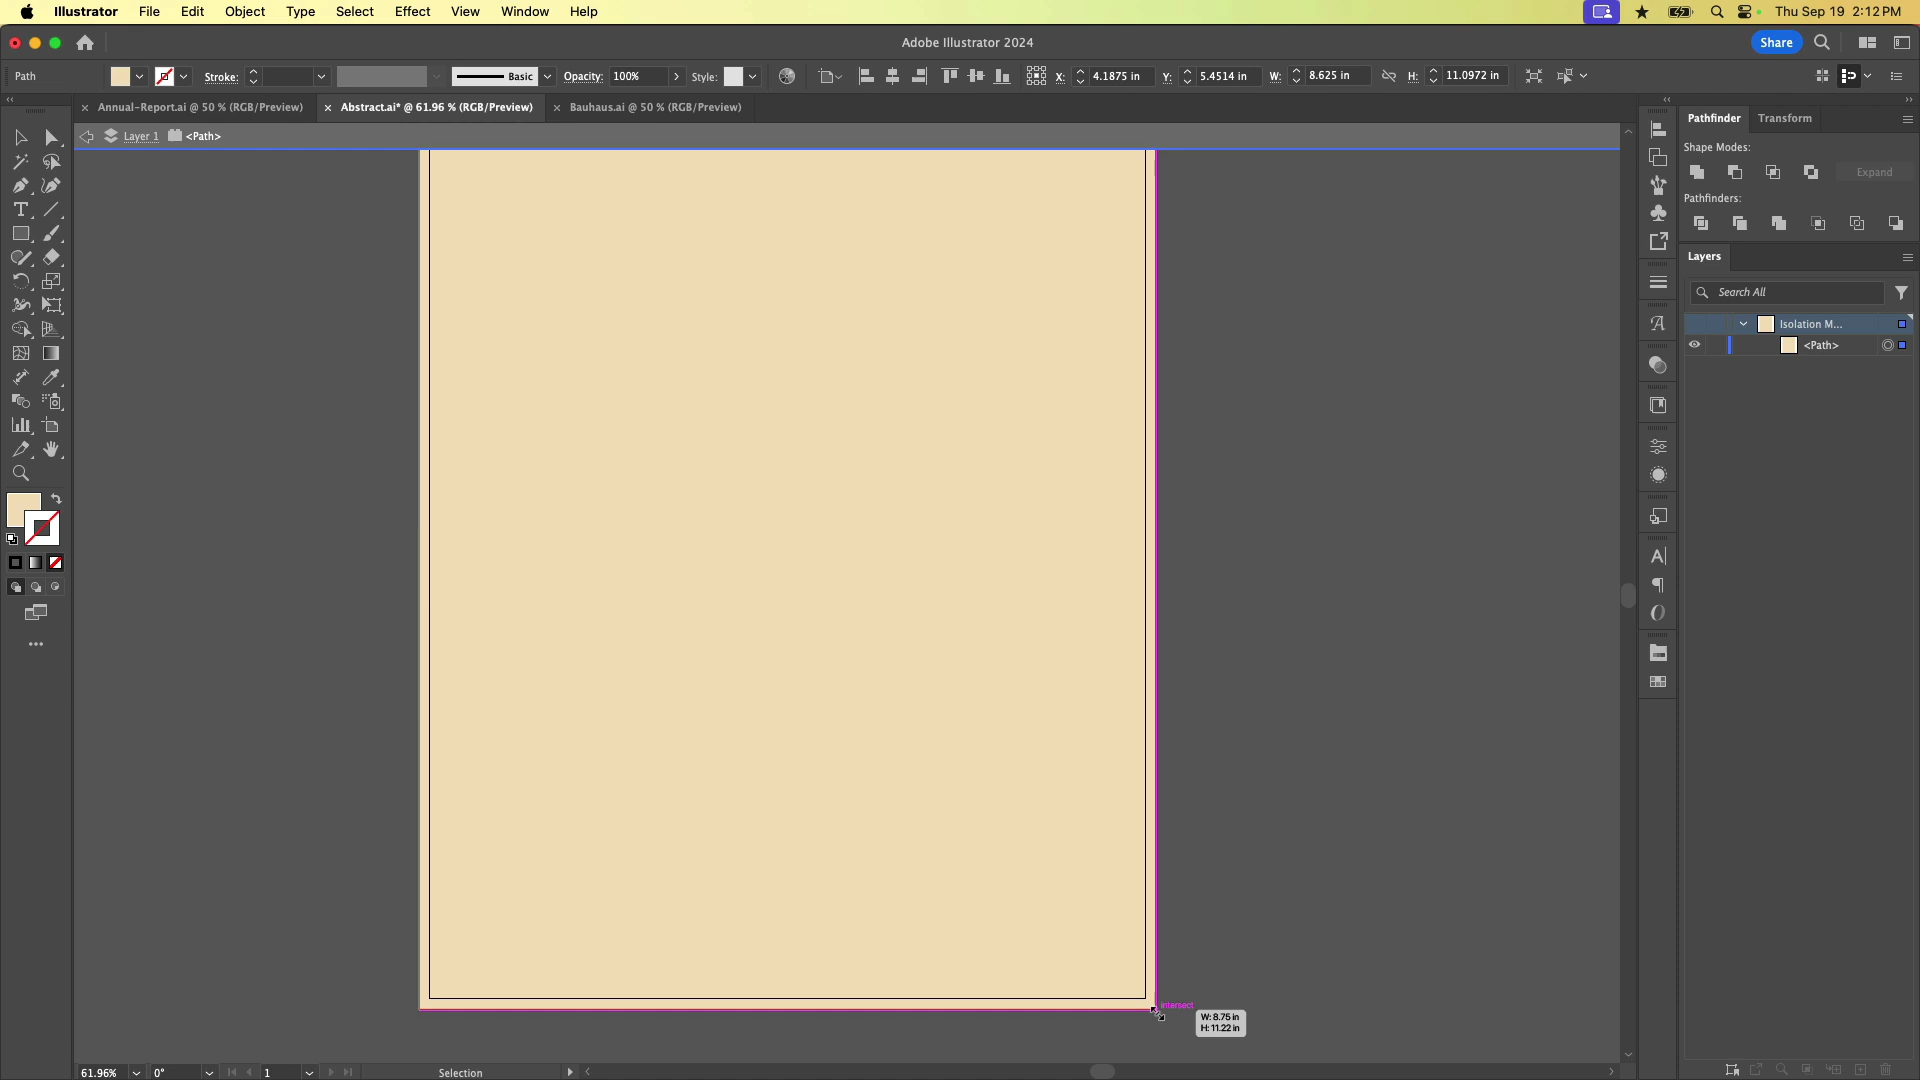 Illustrator File Edit Object Type Select Effect View Window Help Thu Sep 19 2:12 PM
Adobe Illustrator 2024 Share
Path Stroke: Basic Opacity: 100% Style: X: 4.1875 in Y: 5.4514 in W: 8.625 in H: 11.0972 in
Annual-Report.ai @ 50 % (RGB/Preview) Abstract.ai* @ 61.96 % (RGB/Preview) Bauhaus.ai @ 50 % (RGB/Preview)
Layer 1 <Path>
Pathfinder Transform
Shape Modes:
Expand
Pathfinders:
Layers
Search All
Isolation M...
<Path>
intersect
W: 8.75 in
H: 11.22 in
61.96% 0° 1 Selection